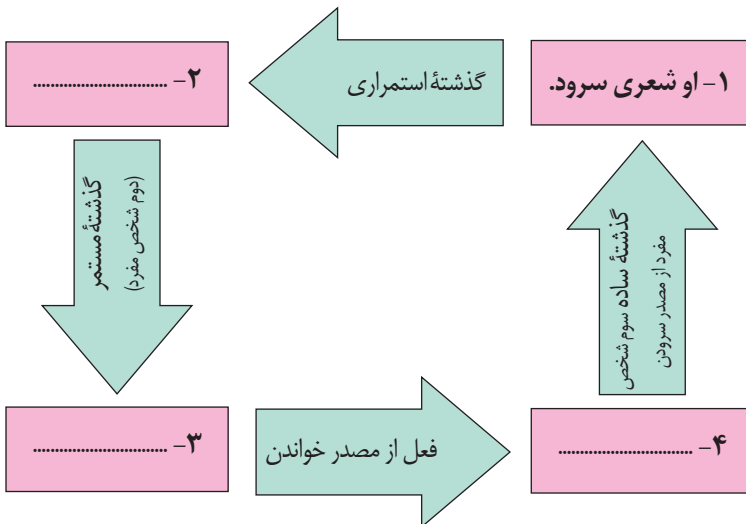 ۱- او شعری سرود.
گذشتهٔ استمراری
۲- ...............................
گذشتهٔ مستمر
(دوم شخص مفرد)
۳- ...............................
فعل از مصدر خواندن
۴- ...............................
گذشتهٔ ساده سوم شخص
مفرد از مصدر سرودن